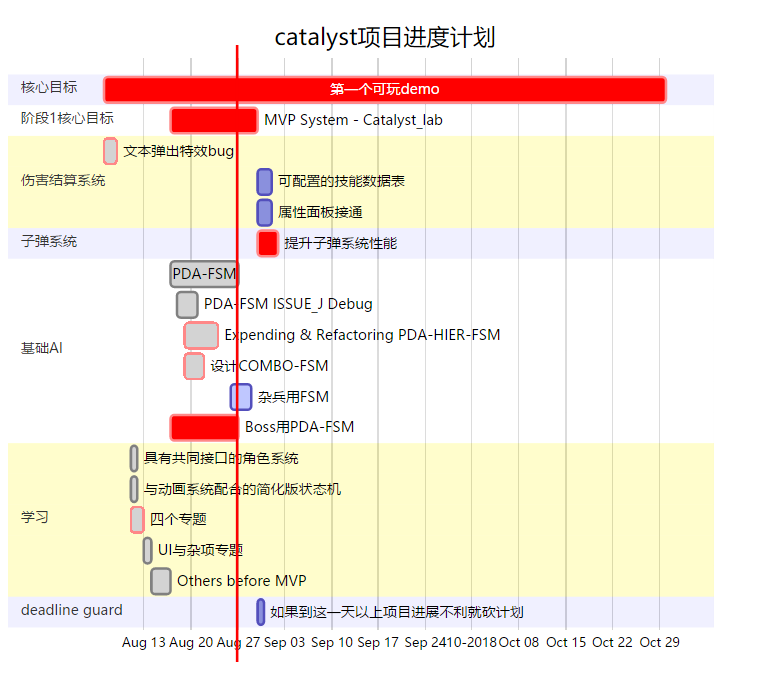 catalyst项目进度计划
核心目标
第一个可玩demo
阶段1核心目标
MVP System - Catalyst_lab
伤害结算系统
文本弹出特效bug
可配置的技能数据表
属性面板接通
子弹系统
提升子弹系统性能
基础AI
PDA-FSM
PDA-FSM ISSUE_J Debug
Expending & Refactoring PDA-HIER-FSM
设计COMBO-FSM
杂兵用FSM
Boss用PDA-FSM
学习
具有共同接口的角色系统
与动画系统配合的简化版状态机
四个专题
UI与杂项专题
Others before MVP
deadline guard
如果到这一天以上项目进展不利就砍计划
Aug 13 Aug 20 Aug 27 Sep 03 Sep 10 Sep 17 Sep 24 10-2018 Oct 08 Oct 15 Oct 22 Oct 29